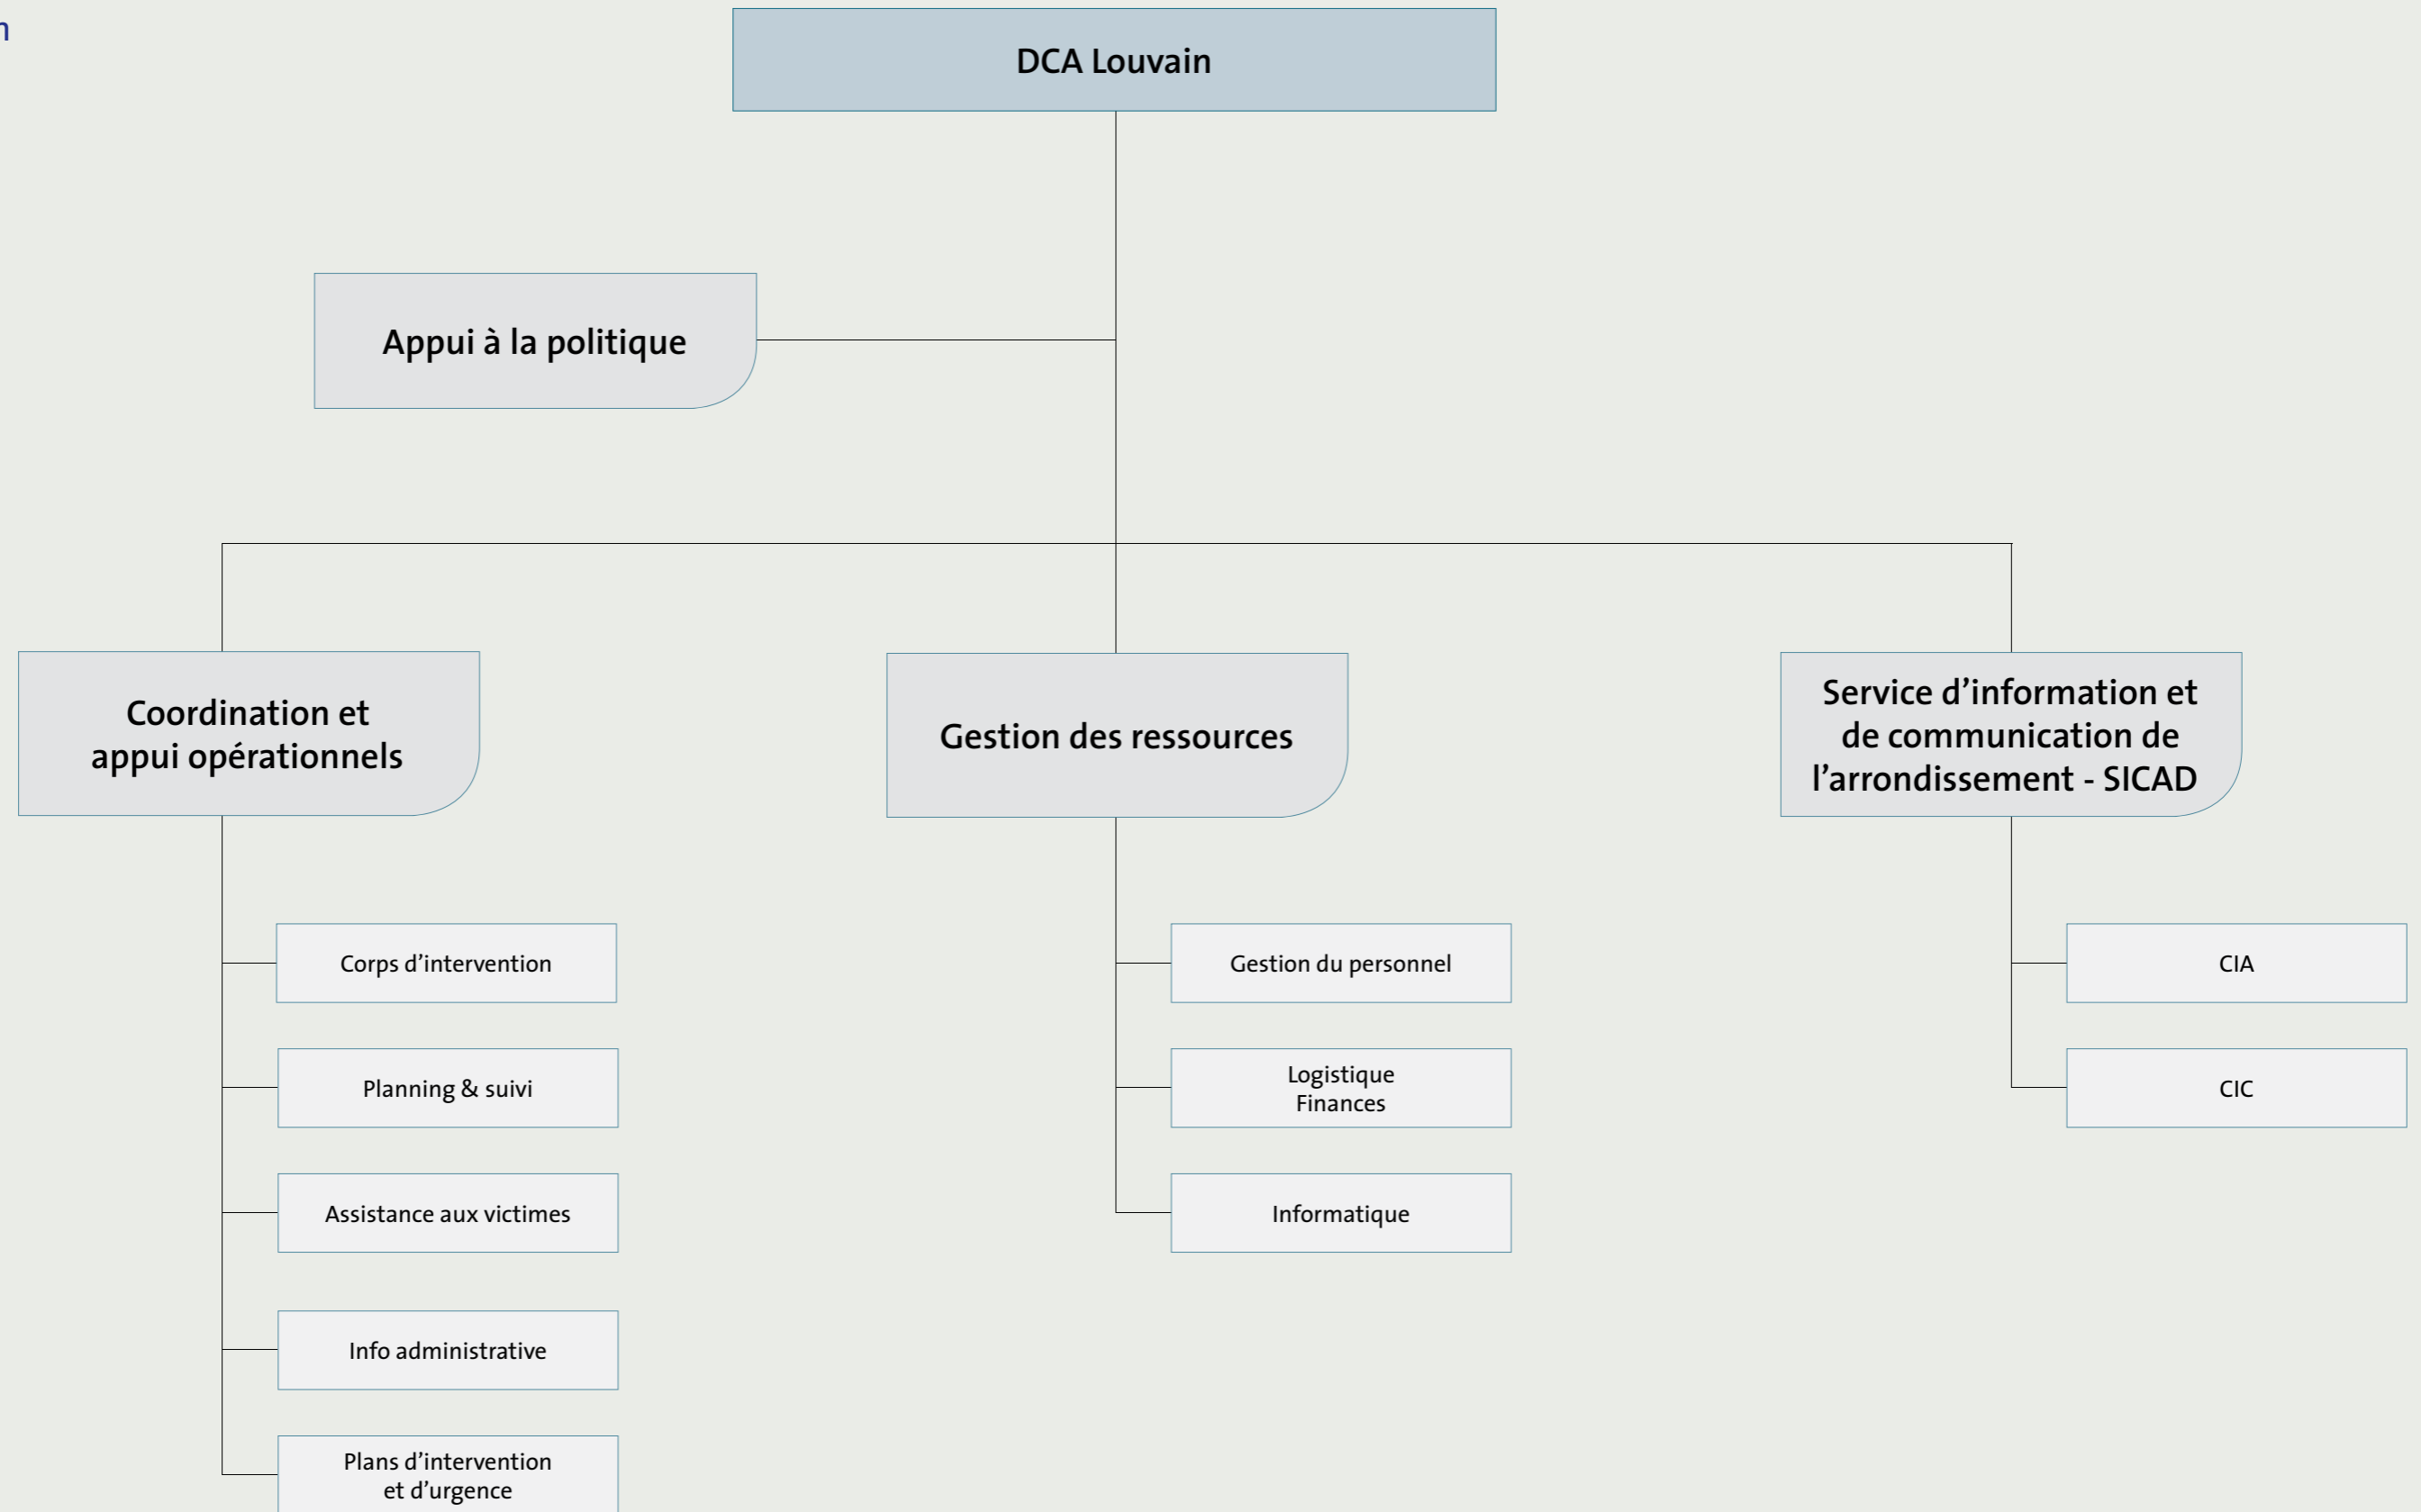 n
DCA Louvain
Appui à la politique
Coordination et
appui opérationnels
Corps d’intervention
Planning & suivi
Assistance aux victimes
Info administrative
Plans d’intervention
et d’urgence
Gestion des ressources
Gestion du personnel
Logistique
Finances
Informatique
Service d’information et
de communication de
l’arrondissement - SICAD
CIA
CIC